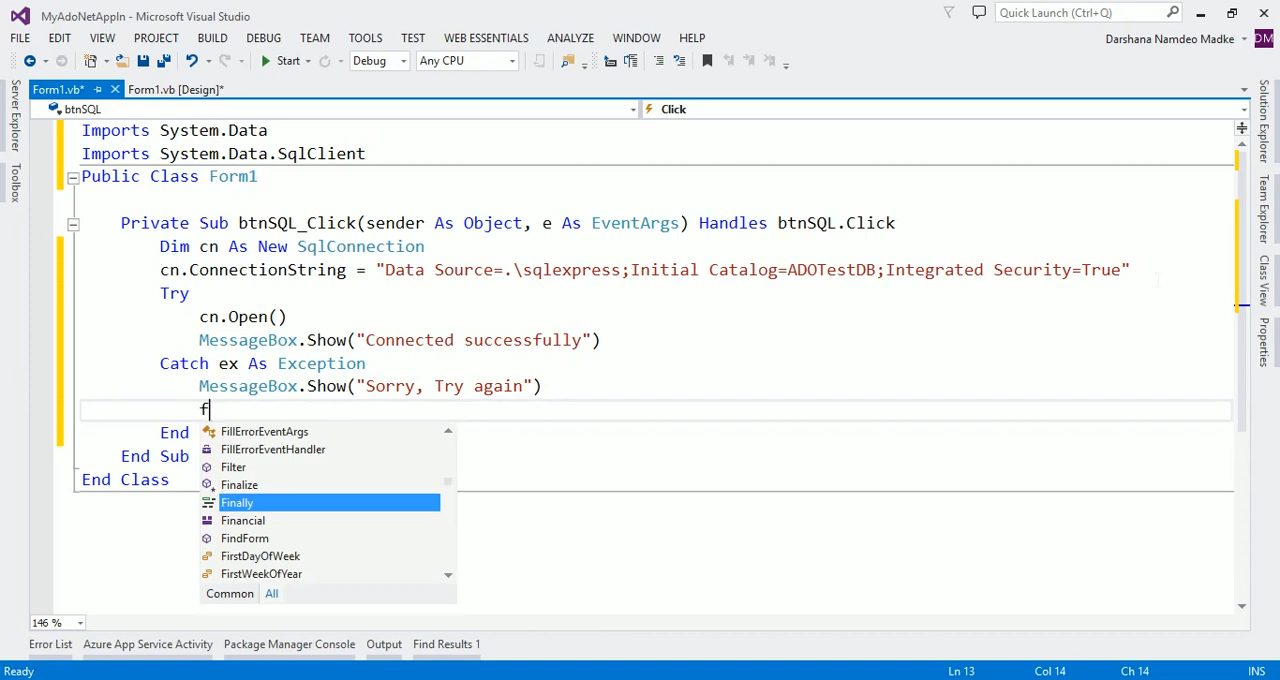 MyAdoNetAppIn - Microsoft Visual Studio
Quick Launch (Ctrl+Q)
FILE EDIT VIEW PROJECT BUILD DEBUG TEAM TOOLS TEST WEB ESSENTIALS ANALYZE WINDOW HELP
Darshana Namdeo Madke DM
Start Debug Any CPU
Form1.vb* Form1.vb [Design]*
btnSQL Click
Server Explorer
Toolbox
Solution Explorer
Team Explorer
Class View
Properties
Imports System.Data
Imports System.Data.SqlClient
Public Class Form1
Private Sub btnSQL_Click(sender As Object, e As EventArgs) Handles btnSQL.Click
Dim cn As New SqlConnection
cn.ConnectionString = "Data Source=.\sqlexpress;Initial Catalog=ADOTestDB;Integrated Security=True"
Try
cn.Open()
MessageBox.Show("Connected successfully")
Catch ex As Exception
MessageBox.Show("Sorry, Try again")
f
End
End Sub
End Class
FillErrorEventArgs
FillErrorEventHandler
Filter
Finalize
Finally
Financial
FindForm
FirstDayOfWeek
FirstWeekOfYear
Common All
146 %
Error List Azure App Service Activity Package Manager Console Output Find Results 1
Ready Ln 13 Col 14 Ch 14 INS